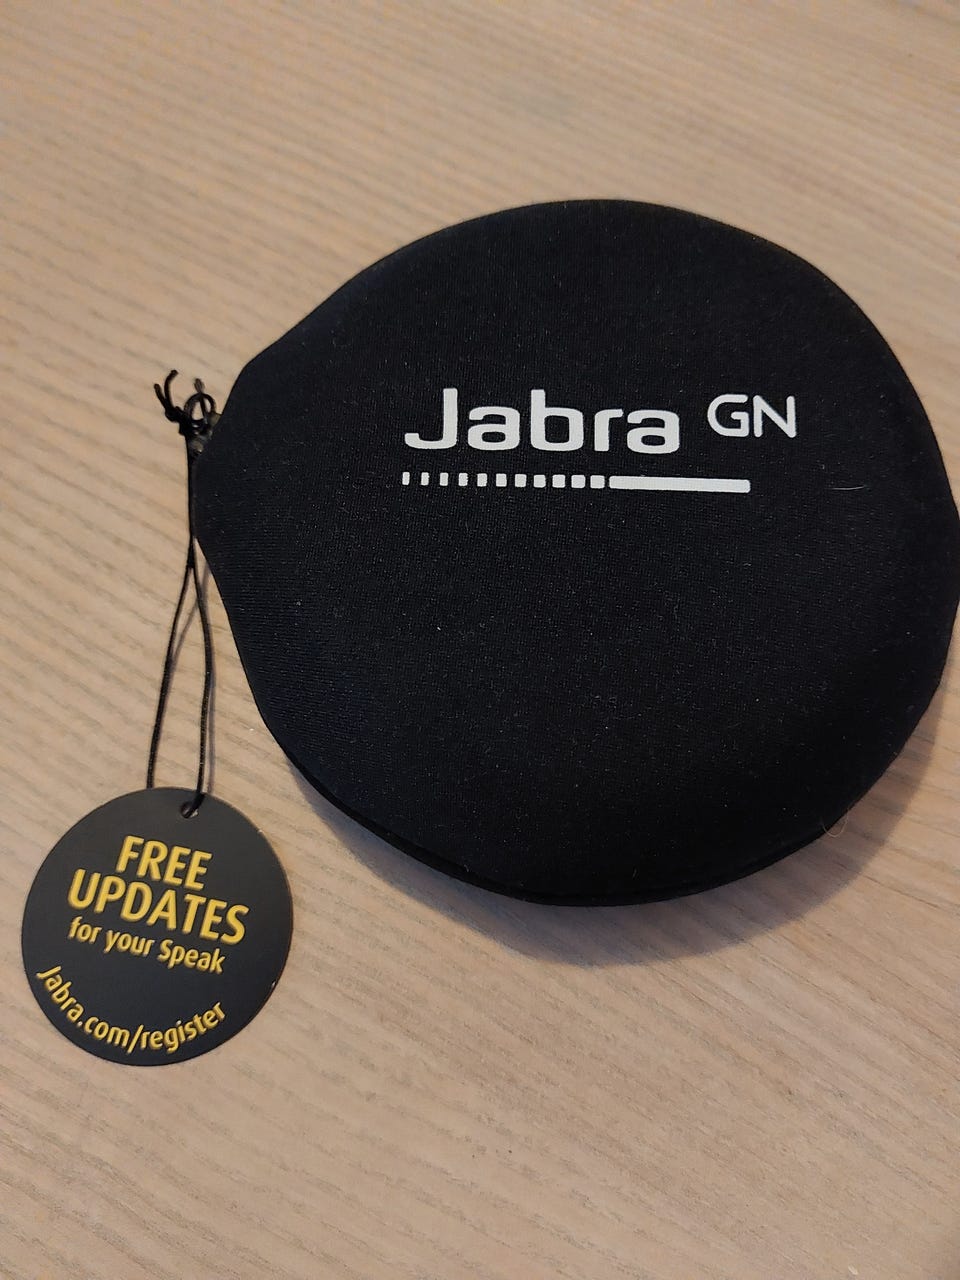 Jabra GN
FREE
UPDATES
for your Speak
Jabra.com/register